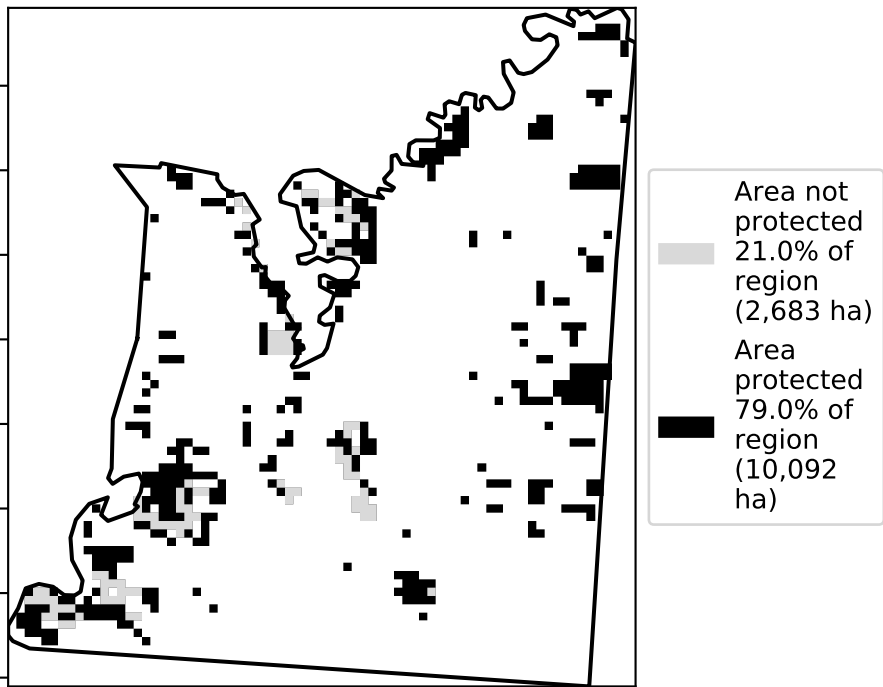 Area not
protected
21.0% of
region
(2,683 ha)
Area
protected
79.0% of
region
(10,092
ha)